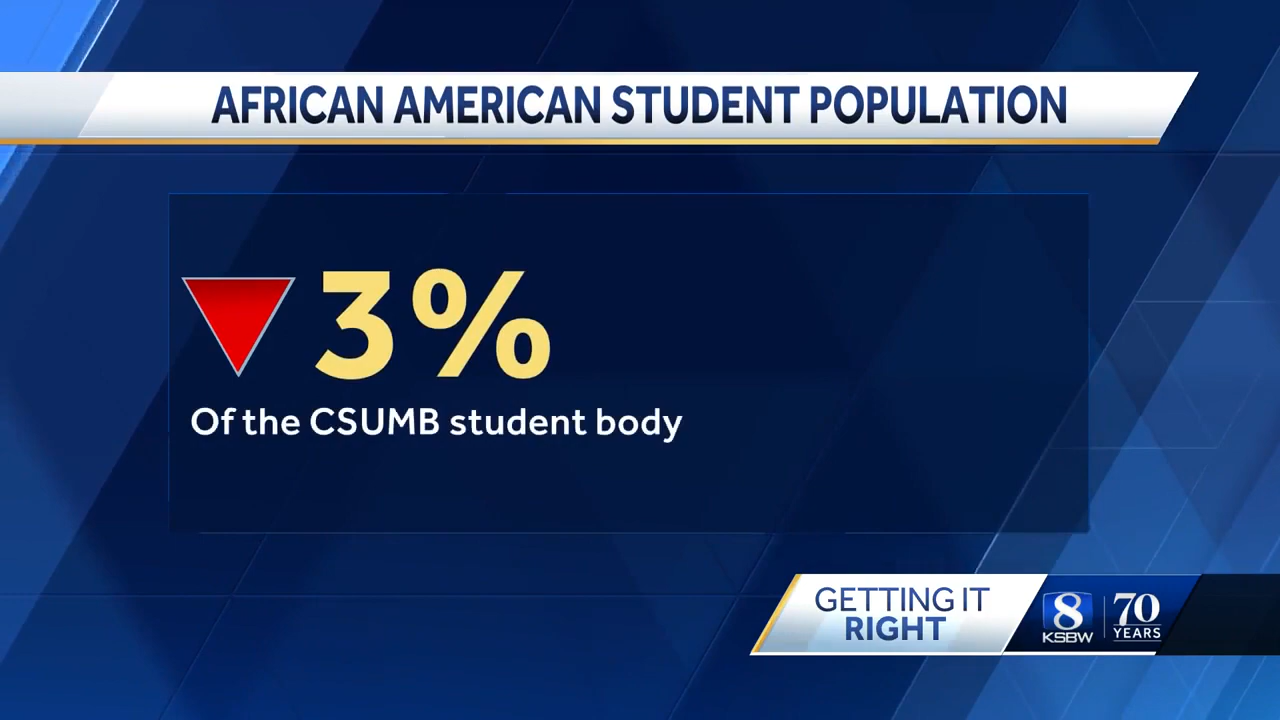 AFRICAN AMERICAN STUDENT POPULATION
3%
Of the CSUMB student body
GETTING IT
RIGHT
8
KSBW
70
YEARS